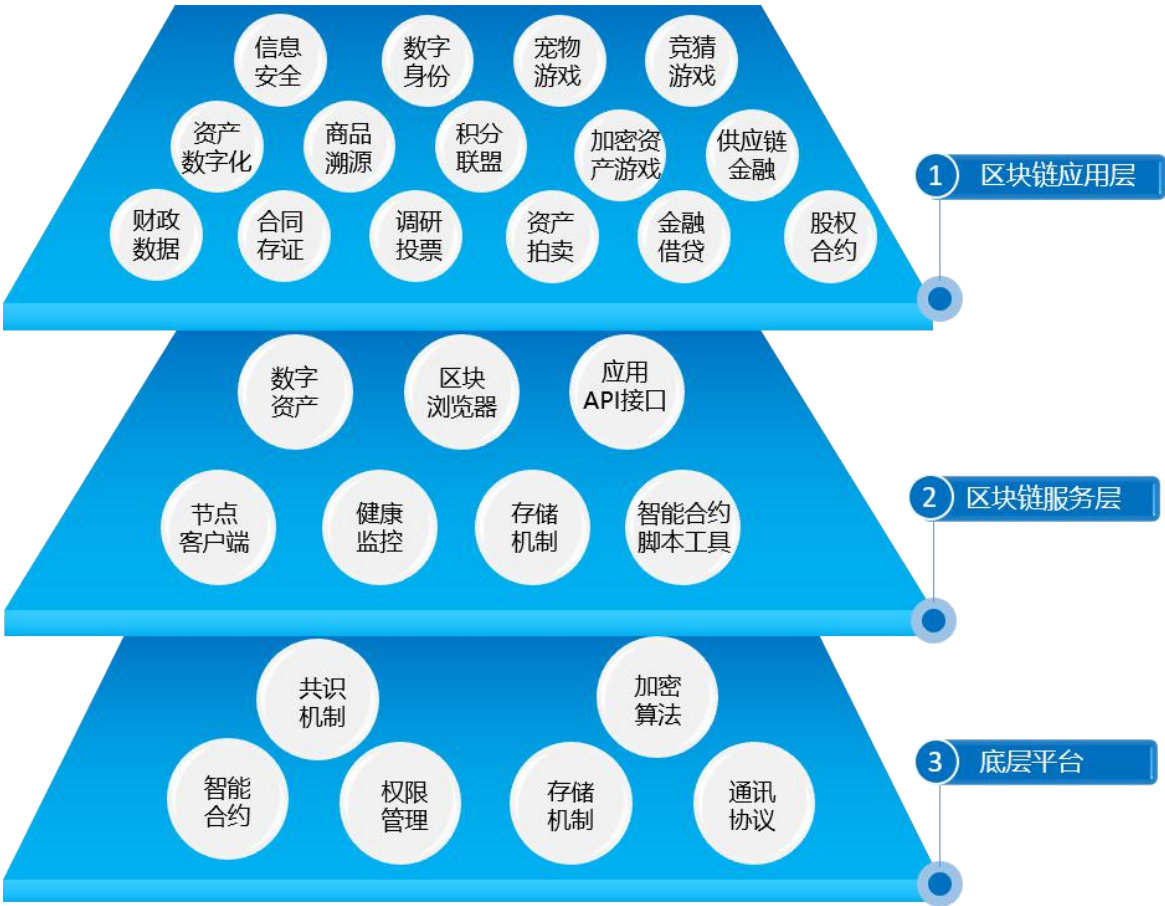 信息
安全
数字
身份
宠物
游戏
竞猜
游戏
资产
数字化
商品
溯源
积分
联盟
加密资
产游戏
供应链
金融
财政
数据
合同
存证
调研
投票
资产
拍卖
金融
借贷
股权
合约
1 区块链应用层
数字
资产
区块
浏览器
应用
API接口
节点
客户端
健康
监控
存储
机制
智能合约
脚本工具
2 区块链服务层
共识
机制
加密
算法
智能
合约
权限
管理
存储
机制
通讯
协议
3 底层平台